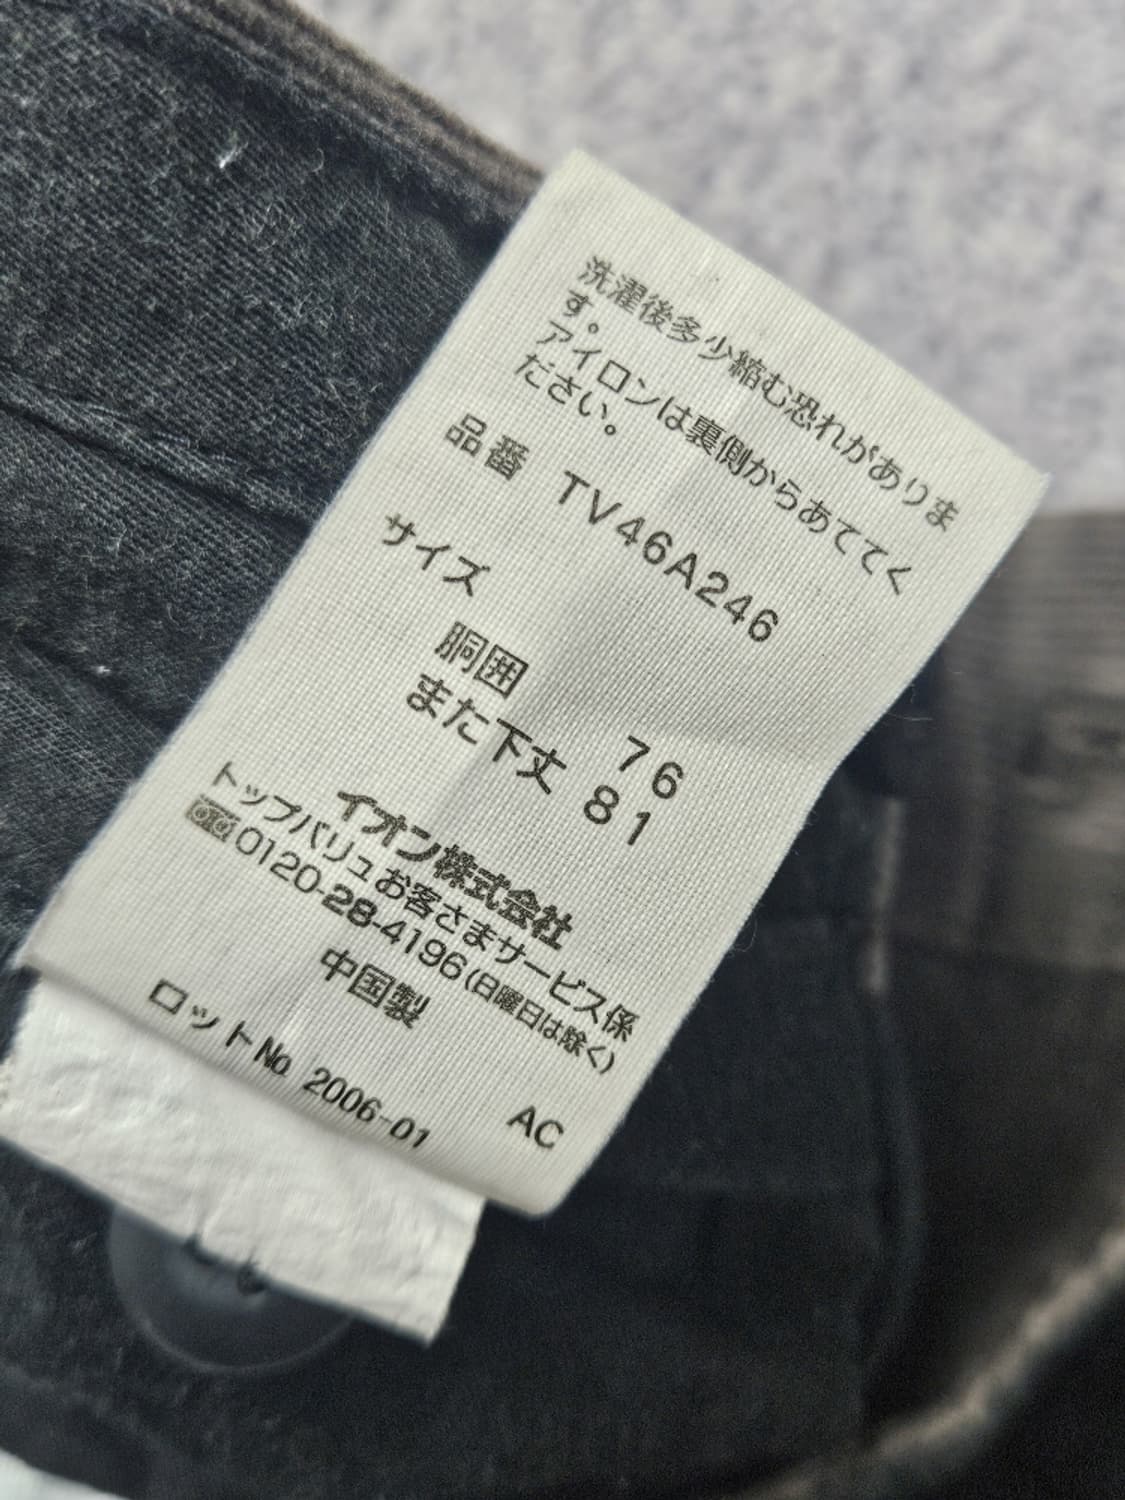 洗濯後多少縮む恐れがありま
す。
アイロンは裏側からあててく
ださい。
品番 TV46A246
サイズ
胴囲 76
また下丈 81
イオン株式会社
トップバリュお客さまサービス係
0120-28-4196(日曜日は除く)
中国製
ロット№ 2006-01 AC